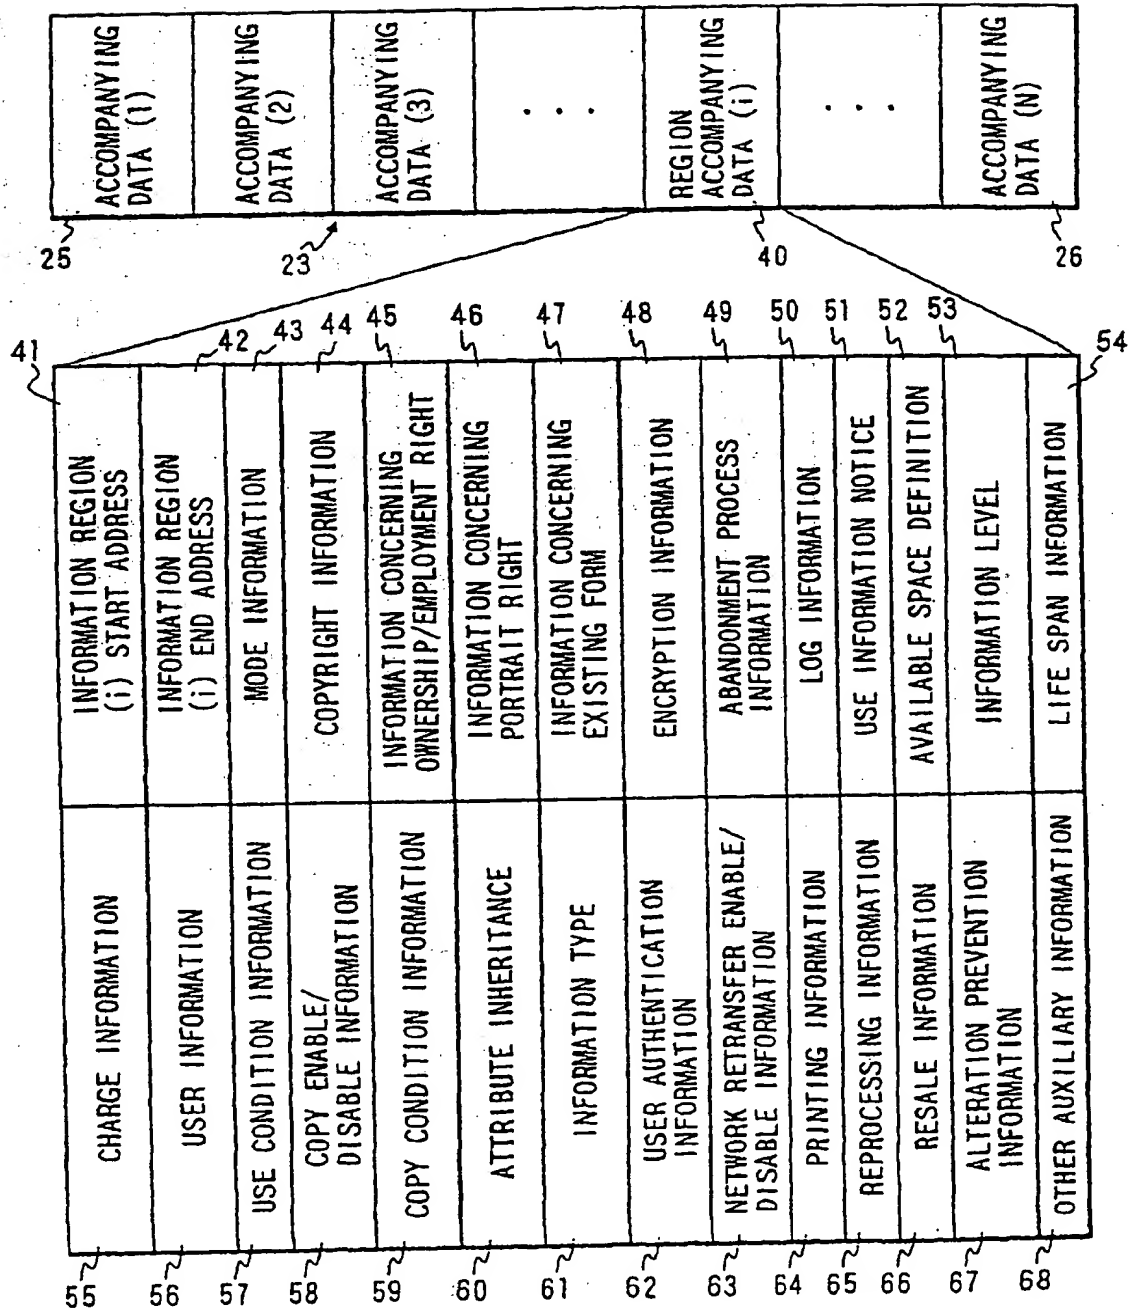 ACCOMPANYING
DATA (1)
ACCOMPANYING
DATA (2)
ACCOMPANYING
DATA (3)
. . .
REGION
ACCOMPANYING
DATA (i)
. . .
ACCOMPANYING
DATA (N)
25
23
40
26
41
42
43
44
45
46
47
48
49
50
51
52
53
54
INFORMATION REGION
(i) START ADDRESS
INFORMATION REGION
(i) END ADDRESS
MODE INFORMATION
COPYRIGHT INFORMATION
INFORMATION CONCERNING
OWNERSHIP/EMPLOYMENT RIGHT
INFORMATION CONCERNING
PORTRAIT RIGHT
INFORMATION CONCERNING
EXISTING FORM
ENCRYPTION INFORMATION
ABANDONMENT PROCESS
INFORMATION
LOG INFORMATION
USE INFORMATION NOTICE
AVAILABLE SPACE DEFINITION
INFORMATION LEVEL
LIFE SPAN INFORMATION
CHARGE INFORMATION
USER INFORMATION
USE CONDITION INFORMATION
COPY ENABLE/
DISABLE INFORMATION
COPY CONDITION INFORMATION
ATTRIBUTE INHERITANCE
INFORMATION TYPE
USER AUTHENTICATION
INFORMATION
NETWORK RETRANSFER ENABLE/
DISABLE INFORMATION
PRINTING INFORMATION
REPROCESSING INFORMATION
RESALE INFORMATION
ALTERATION PREVENTION
INFORMATION
OTHER AUXILIARY INFORMATION
55
56
57
58
59
60
61
62
63
64
65
66
67
68